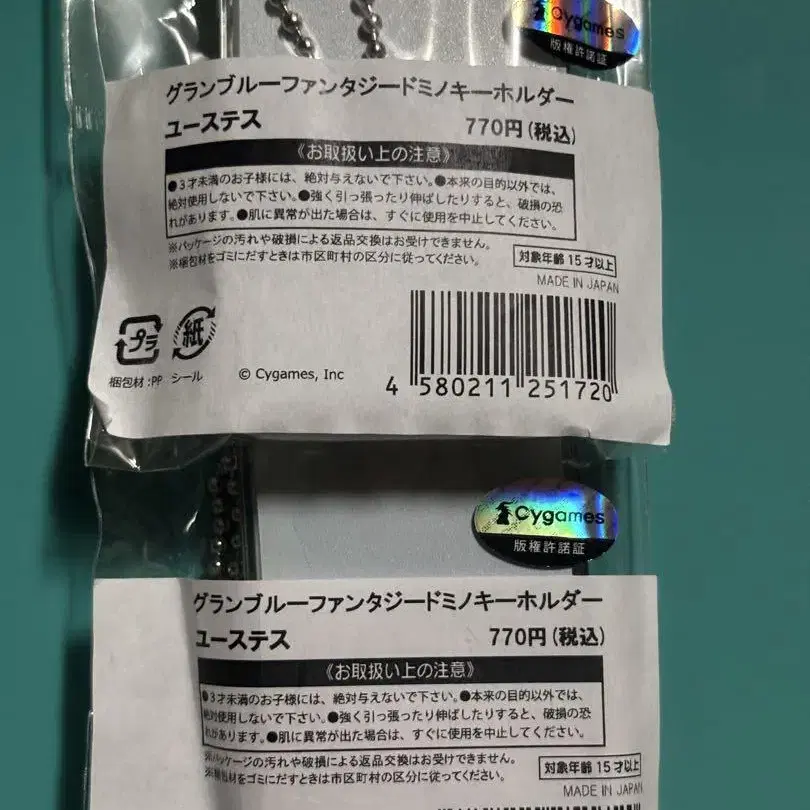 Cygames
版権許諾証
グランブルーファンタジードミノキーホルダー
ユーステス
770円(税込)
《お取扱い上の注意》
●3才未満のお子様には、絶対与えないで下さい。●本来の目的以外では、
絶対使用しないで下さい。●強く引っ張ったり伸ばしたりすると、破損の恐
れがあります。●肌に異常が出た場合は、すぐに使用を中止してください。
※パッケージの汚れや破損による返品交換はお受けできません。
※梱包材をゴミにだすときは市区町村の区分に従ってください。
対象年齢15才以上
MADE IN JAPAN
プラ
紙
梱包材:PP シール
© Cygames, Inc
4 580211 251720
Cygames
版権許諾証
グランブルーファンタジードミノキーホルダー
ユーステス
770円(税込)
《お取扱い上の注意》
●3才未満のお子様には、絶対与えないで下さい。●本来の目的以外では、
絶対使用しないで下さい。●強く引っ張ったり伸ばしたりすると、破損の恐
れがあります。●肌に異常が出た場合は、すぐに使用を中止してください。
※パッケージの汚れや破損による返品交換はお受けできません。
※梱包材をゴミにだすときは市区町村の区分に従ってください。
対象年齢15才以上
MADE IN JAPAN